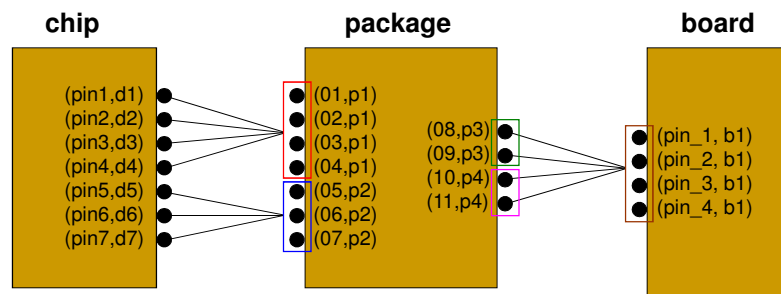 chip
package
board
(pin1,d1)
(pin2,d2)
(pin3,d3)
(pin4,d4)
(pin5,d5)
(pin6,d6)
(pin7,d7)
(01,p1)
(02,p1)
(03,p1)
(04,p1)
(05,p2)
(06,p2)
(07,p2)
(08,p3)
(09,p3)
(10,p4)
(11,p4)
(pin_1, b1)
(pin_2, b1)
(pin_3, b1)
(pin_4, b1)